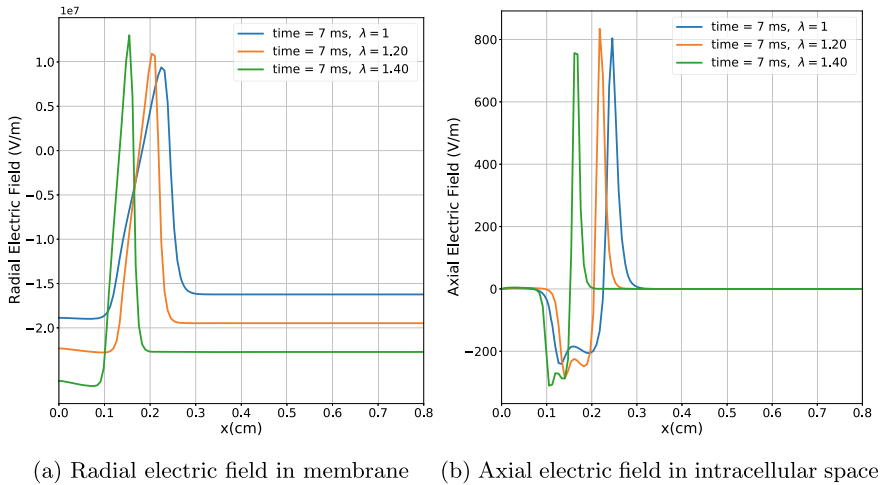 1e7
Radial Electric Field (V/m)
1.0
0.5
0.0
−0.5
−1.0
−1.5
−2.0
0.0 0.1 0.2 0.3 0.4 0.5 0.6 0.7 0.8
x(cm)
time = 7 ms, λ = 1
time = 7 ms, λ = 1.20
time = 7 ms, λ = 1.40
(a) Radial electric field in membrane
Axial Electric Field (V/m)
800
600
400
200
0
−200
0.0 0.1 0.2 0.3 0.4 0.5 0.6 0.7 0.8
x(cm)
time = 7 ms, λ = 1
time = 7 ms, λ = 1.20
time = 7 ms, λ = 1.40
(b) Axial electric field in intracellular space